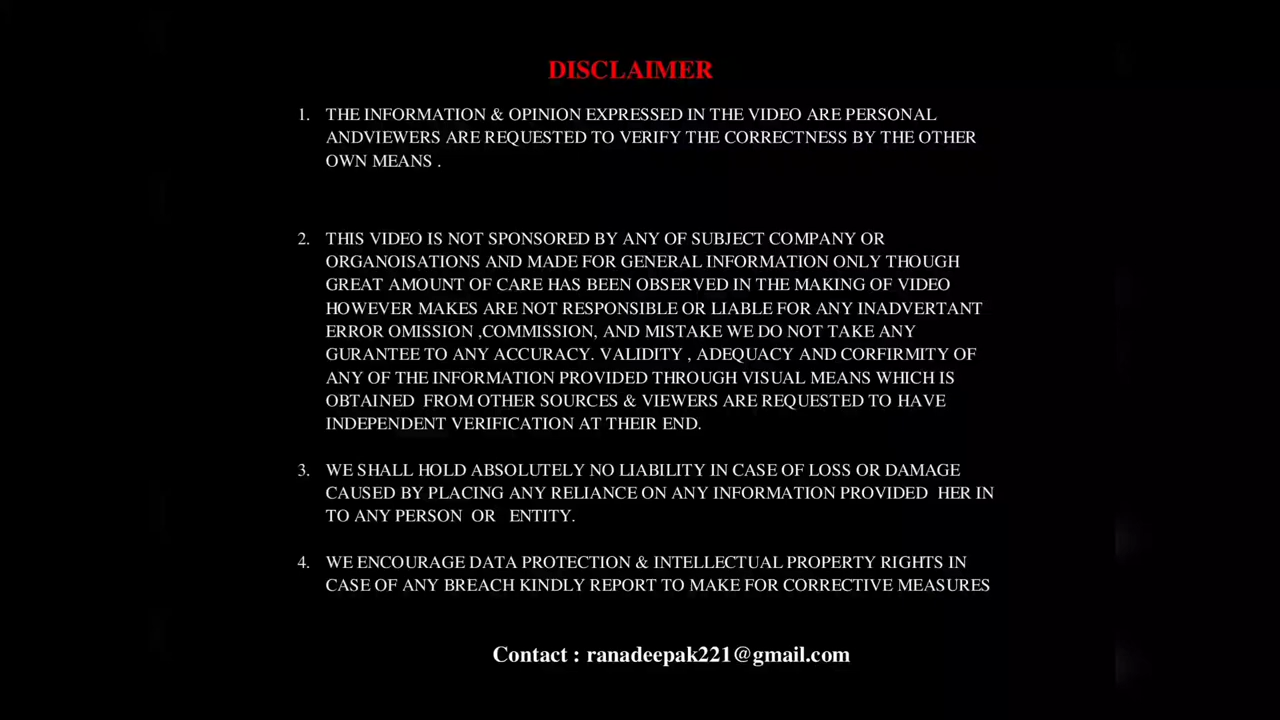 DISCLAIMER
1. THE INFORMATION & OPINION EXPRESSED IN THE VIDEO ARE PERSONAL
ANDVIEWERS ARE REQUESTED TO VERIFY THE CORRECTNESS BY THE OTHER
OWN MEANS .
2. THIS VIDEO IS NOT SPONSORED BY ANY OF SUBJECT COMPANY OR
ORGANOISATIONS AND MADE FOR GENERAL INFORMATION ONLY THOUGH
GREAT AMOUNT OF CARE HAS BEEN OBSERVED IN THE MAKING OF VIDEO
HOWEVER MAKES ARE NOT RESPONSIBLE OR LIABLE FOR ANY INADVERTANT
ERROR OMISSION ,COMMISSION, AND MISTAKE WE DO NOT TAKE ANY
GURANTEE TO ANY ACCURACY. VALIDITY , ADEQUACY AND CORFIRMITY OF
ANY OF THE INFORMATION PROVIDED THROUGH VISUAL MEANS WHICH IS
OBTAINED FROM OTHER SOURCES & VIEWERS ARE REQUESTED TO HAVE
INDEPENDENT VERIFICATION AT THEIR END.
3. WE SHALL HOLD ABSOLUTELY NO LIABILITY IN CASE OF LOSS OR DAMAGE
CAUSED BY PLACING ANY RELIANCE ON ANY INFORMATION PROVIDED HER IN
TO ANY PERSON OR ENTITY.
4. WE ENCOURAGE DATA PROTECTION & INTELLECTUAL PROPERTY RIGHTS IN
CASE OF ANY BREACH KINDLY REPORT TO MAKE FOR CORRECTIVE MEASURES
Contact : ranadeepak221@gmail.com